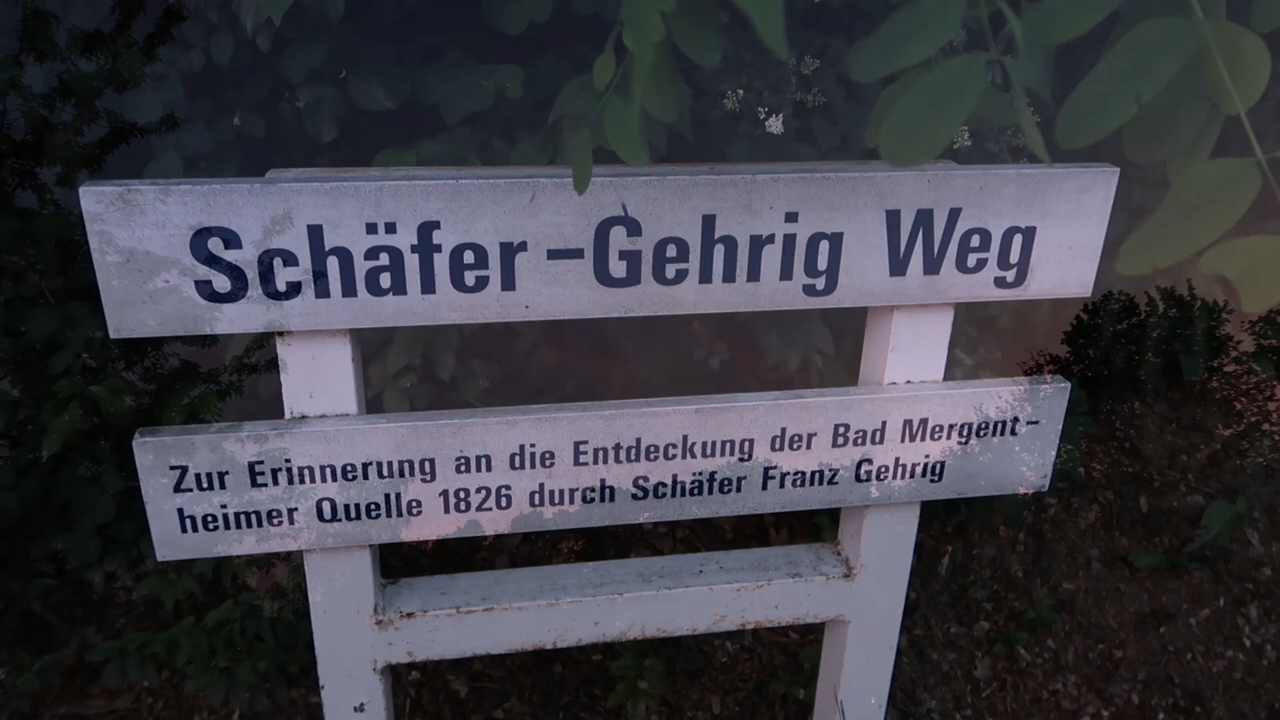 Schäfer-Gehrig Weg
Zur Erinnerung an die Entdeckung der Bad Mergent-
heimer Quelle 1826 durch Schäfer Franz Gehrig